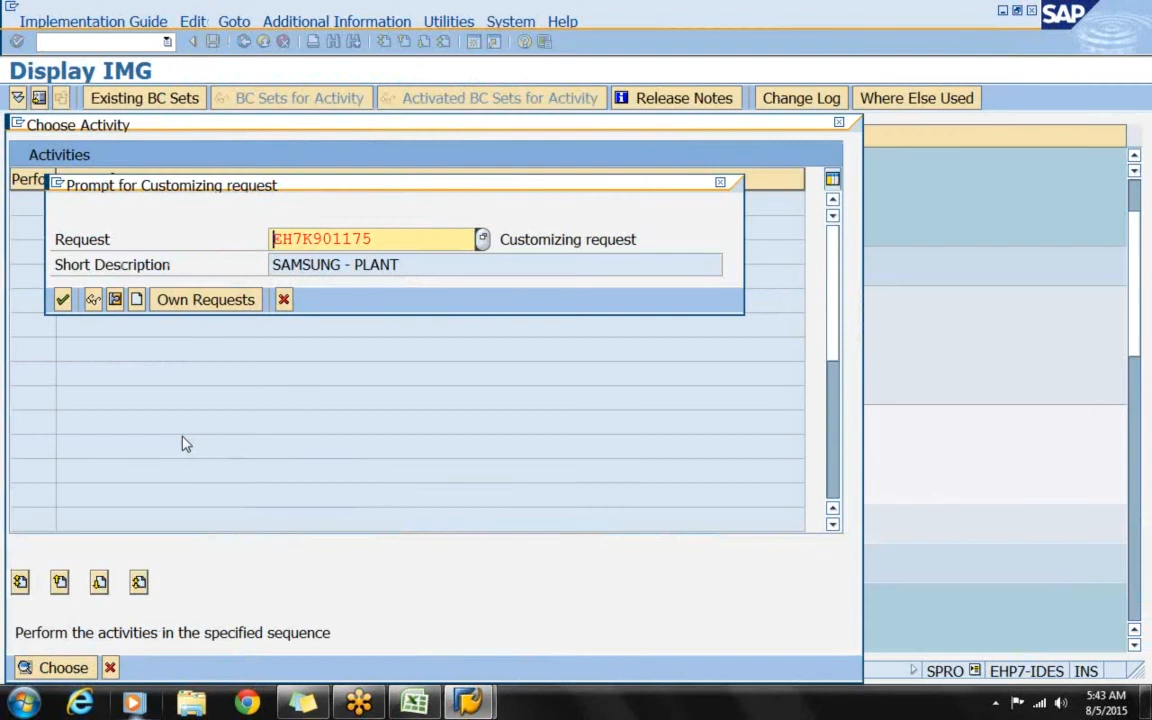 Implementation Guide Edit Goto Additional Information Utilities System Help
SAP
Display IMG
Existing BC Sets BC Sets for Activity Activated BC Sets for Activity Release Notes Change Log Where Else Used
Choose Activity
Activities
Perfo
Prompt for Customizing request
Request EH7K901175 Customizing request
Short Description SAMSUNG - PLANT
Own Requests
Perform the activities in the specified sequence
Choose
SPRO EHP7-IDES INS
5:43 AM
8/5/2015